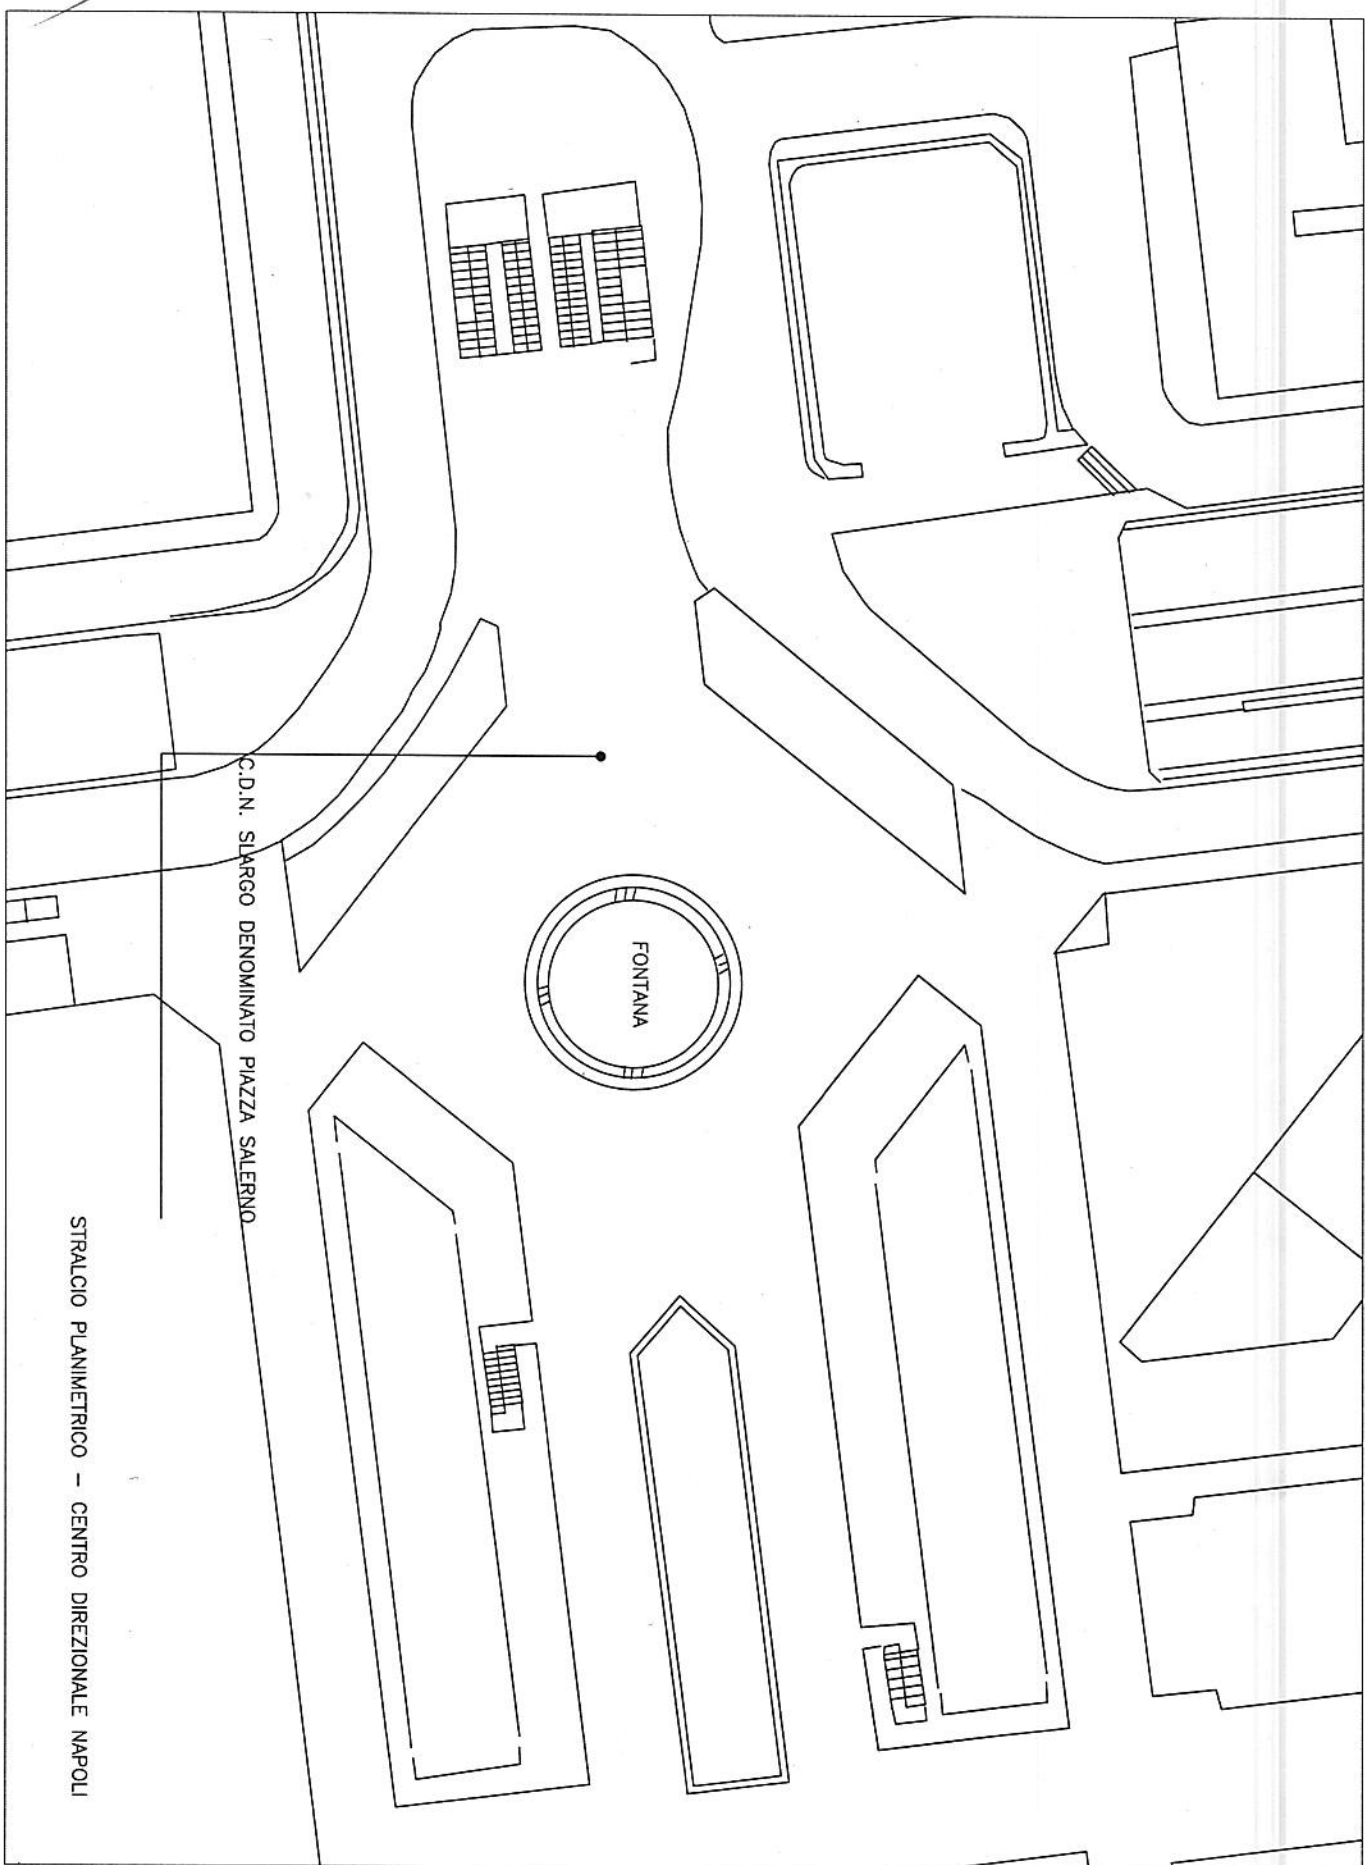 FONTANA
C.D.N. SLARGO DENOMINATO PIAZZA SALERNO
STRALCIO PLANIMETRICO – CENTRO DIREZIONALE NAPOLI